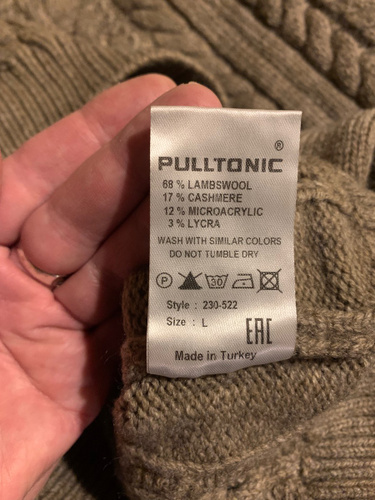 ®
PULLTONIC
68 % LAMBSWOOL
17 % CASHMERE
12 % MICROACRYLIC
3 % LYCRA
WASH WITH SIMILAR COLORS
DO NOT TUMBLE DRY
P 30
Style : 230-522
Size : L
EAC
Made in Turkey